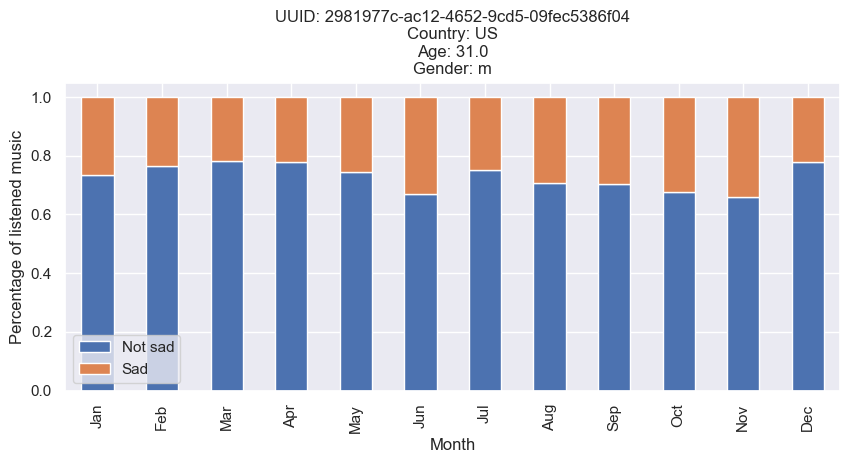 UUID: 2981977c-ac12-4652-9cd5-09fec5386f04
Country: US
Age: 31.0
Gender: m
Percentage of listened music
1.0
0.8
0.6
0.4
0.2
0.0
Not sad
Sad
Jan
Feb
Mar
Apr
May
Jun
Jul
Aug
Sep
Oct
Nov
Dec
Month